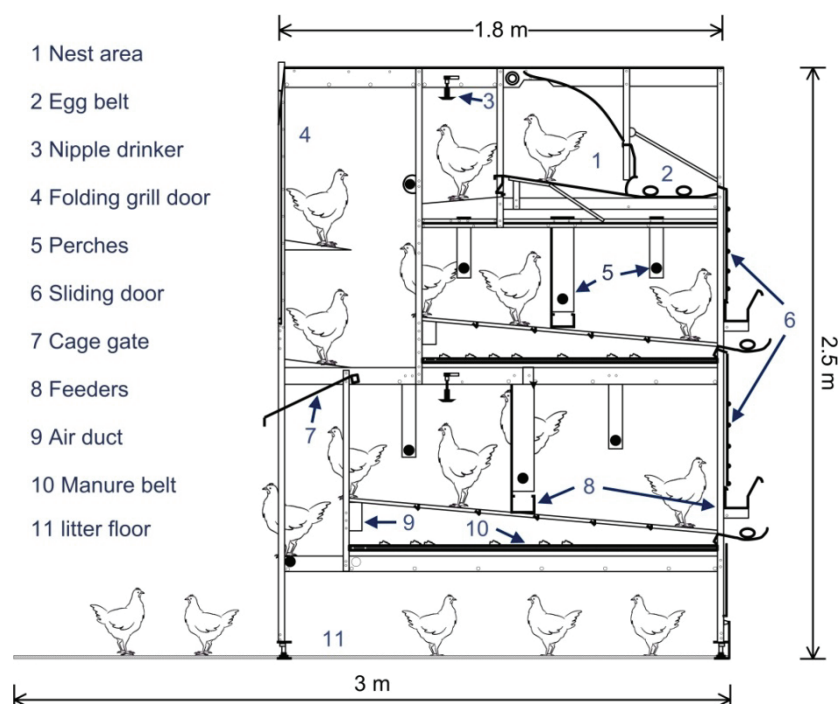 1.8 m
1 Nest area
2 Egg belt
3 Nipple drinker
4 Folding grill door
5 Perches
6 Sliding door
7 Cage gate
8 Feeders
9 Air duct
10 Manure belt
11 litter floor
3
4
1
2
5
6
2.5 m
7
8
9
10
11
3 m